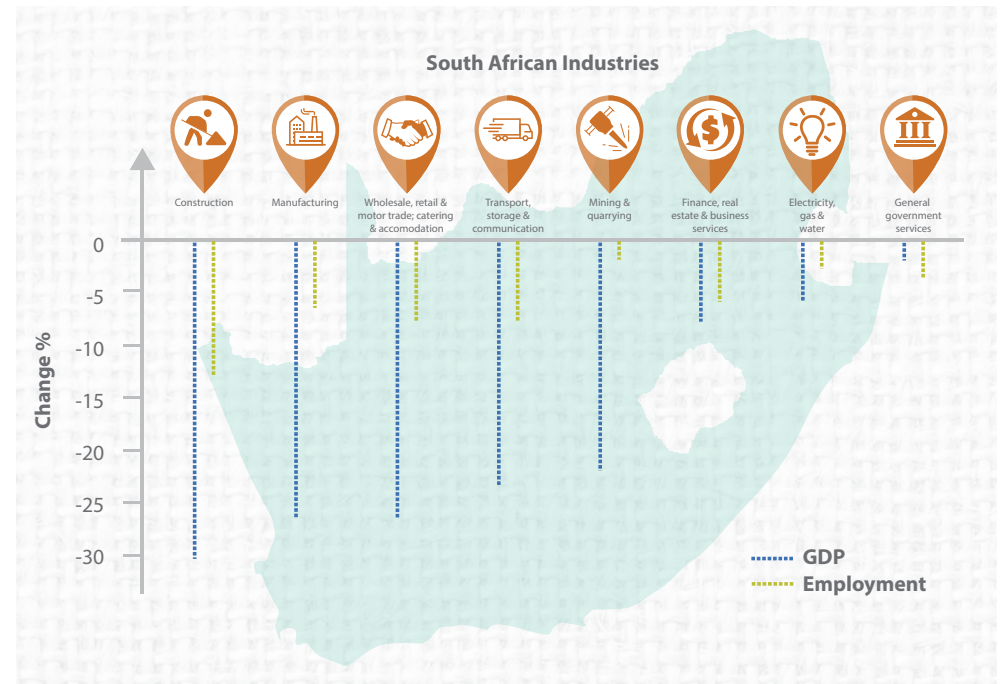 South African Industries
Construction
Manufacturing
Wholesale, retail &
motor trade; catering
& accomodation
Transport,
storage &
communication
Mining &
quarrying
Finance, real
estate & business
services
Electricity,
gas &
water
General
government
services
Change %
0
-5
-10
-15
-20
-25
-30
$
GDP
Employment